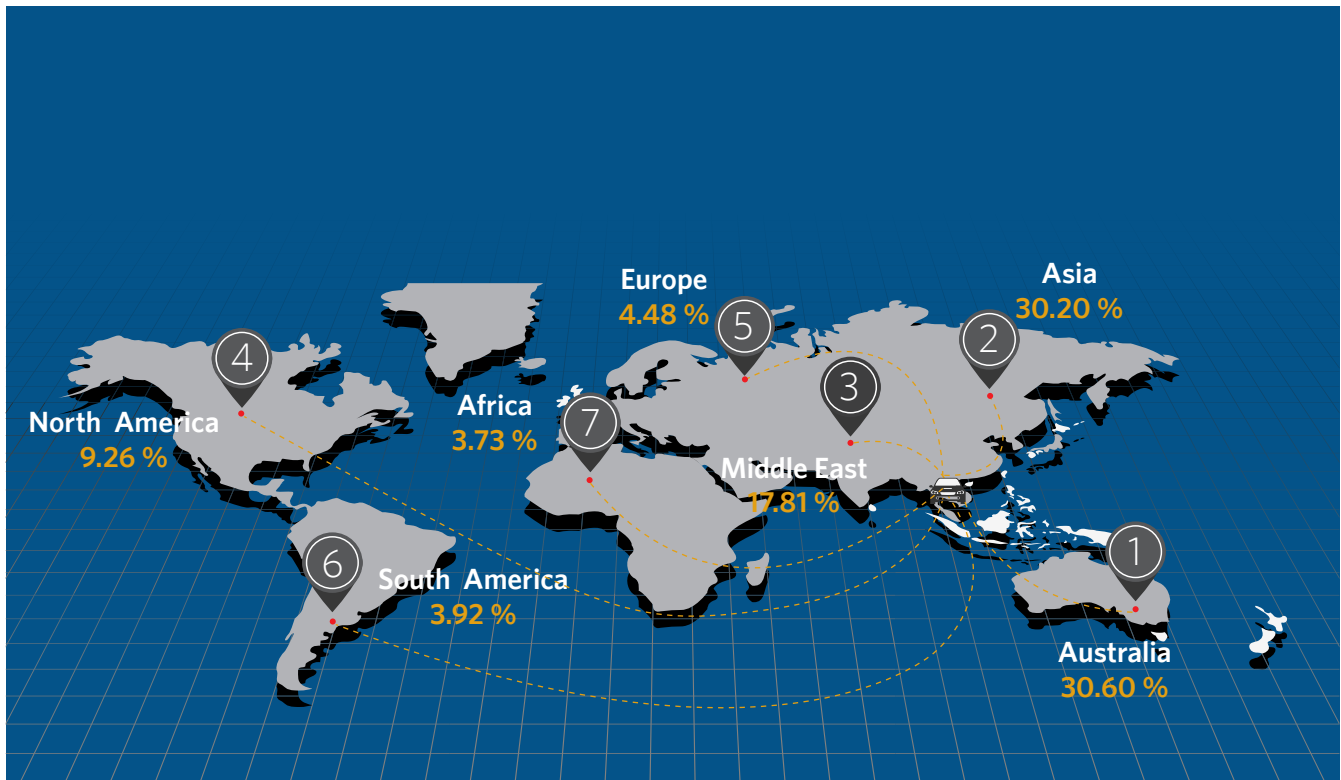 Europe
4.48 %
5
Asia
30.20 %
2
4
North America
9.26 %
3
Africa
3.73 %
7
Middle East
17.81 %
6
South America
3.92 %
1
Australia
30.60 %